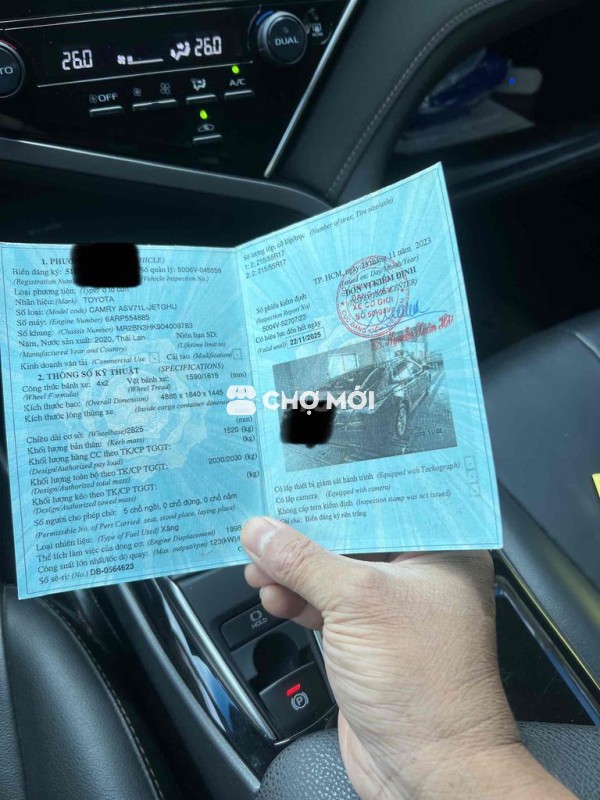 26.0
26.0
DUAL
OFF
A/C
1. PHƯƠ
VEHICLE)
Biển đăng ký: 51
Số quản lý: 5006V-045559
(Registration Number)
(Vehicle Inspection No.)
Loại phương tiện: (Type) ô tô con
Nhãn hiệu: (Mark) TOYOTA
Số loại: (Model code) CAMRY ASV71L-JETGHU
Số máy: (Engine Number) 6ARP554885
Số khung: (Chassis Number) MR2BN3HK904009783
Năm, Nước sản xuất: 2020, Thái Lan
Niên hạn SD:
(Manufactured Year and Country)
(Lifetime limit to)
Kinh doanh vận tải: (Commercial Use)
Cải tạo: (Modification)
2. THÔNG SỐ KỸ THUẬT (SPECIFICATIONS)
Công thức bánh xe: 4x2
Vết bánh xe: 1590/1615 (mm)
(Wheel Formula)
(Wheel Tread)
Kích thước bao: (Overall Dimension) 4885 x 1840 x 1445 (mm)
Kích thước lòng thùng xe: (Inside cargo container dimension)
(mm)
Chiều dài cơ sở: (Wheelbase) 2825
Khối lượng bản thân: (Kerb mass) 1520 (kg)
Khối lượng hàng CC theo TK/CP TGGT: (kg)
(Design/Authorized pay load)
Khối lượng toàn bộ theo TK/CP TGGT: 2030/2030 (kg)
(Design/Authorized total mass)
Khối lượng kéo theo TK/CP TGGT: (kg)
(Design/Authorized towed mass)
Số người cho phép chở: 5 chỗ ngồi, 0 chỗ đứng, 0 chỗ nằm
(Permissible No. of Pers Carried, seat, stood place, laying place)
Loại nhiên liệu: (Type of Fuel Used) Xăng
Thể tích làm việc của động cơ: (Engine Displacement) 1998
Công suất lớn nhất/tốc độ quay: (Max. output/rpm) 123(kW)/
Số sê-ri: (No.) DB-0564623
Số lượng lốp, cỡ lốp/trục (Number of tires, Tire size/axle)
1: 2; 215/55R17
2: 2; 215/55R17
Số phiếu kiểm định
(Inspection Report No)
5004V-52707/23
Có hiệu lực đến hết ngày
(Valid until) 22/11/2025
TP. HCM, ngày 23 tháng 11 năm 2023
(Issued on: Day/Month/Year)
ĐƠN VỊ KIỂM ĐỊNH
CHỢ MỚI
Có lắp thiết bị giám sát hành trình (Equipped with Tachograph)
Có lắp camera (Equipped with camera)
Không cấp tem kiểm định (Inspection stamp was not issued)
Ghi chú: Biển đăng ký nền trắng
HOLD
P